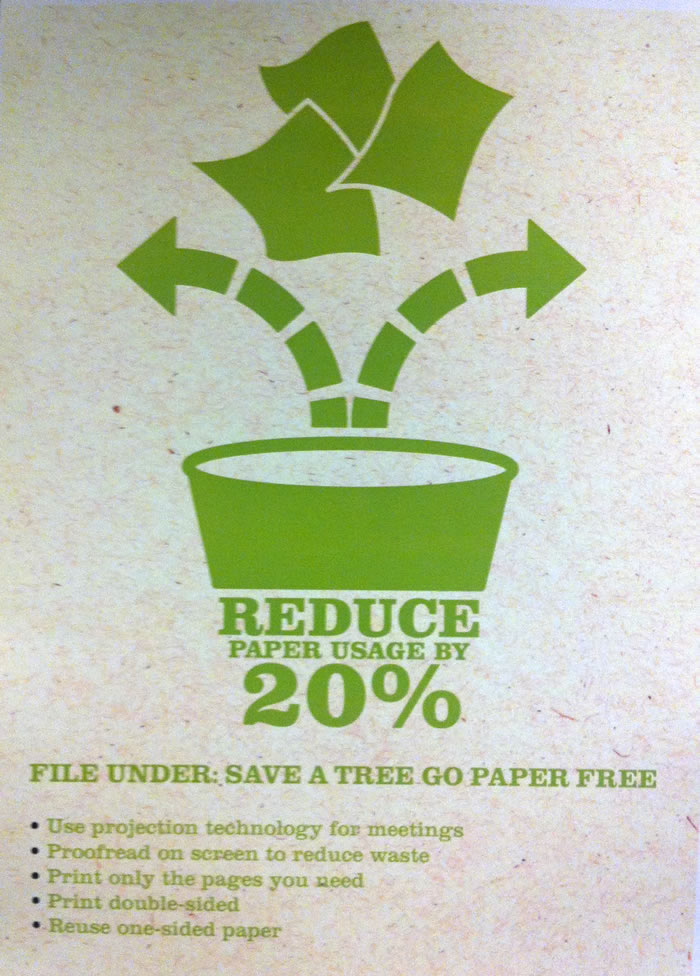 REDUCE
PAPER USAGE BY
20%
FILE UNDER: SAVE A TREE GO PAPER FREE
• Use projection technology for meetings
• Proofread on screen to reduce waste
• Print only the pages you need
• Print double-sided
• Reuse one-sided paper